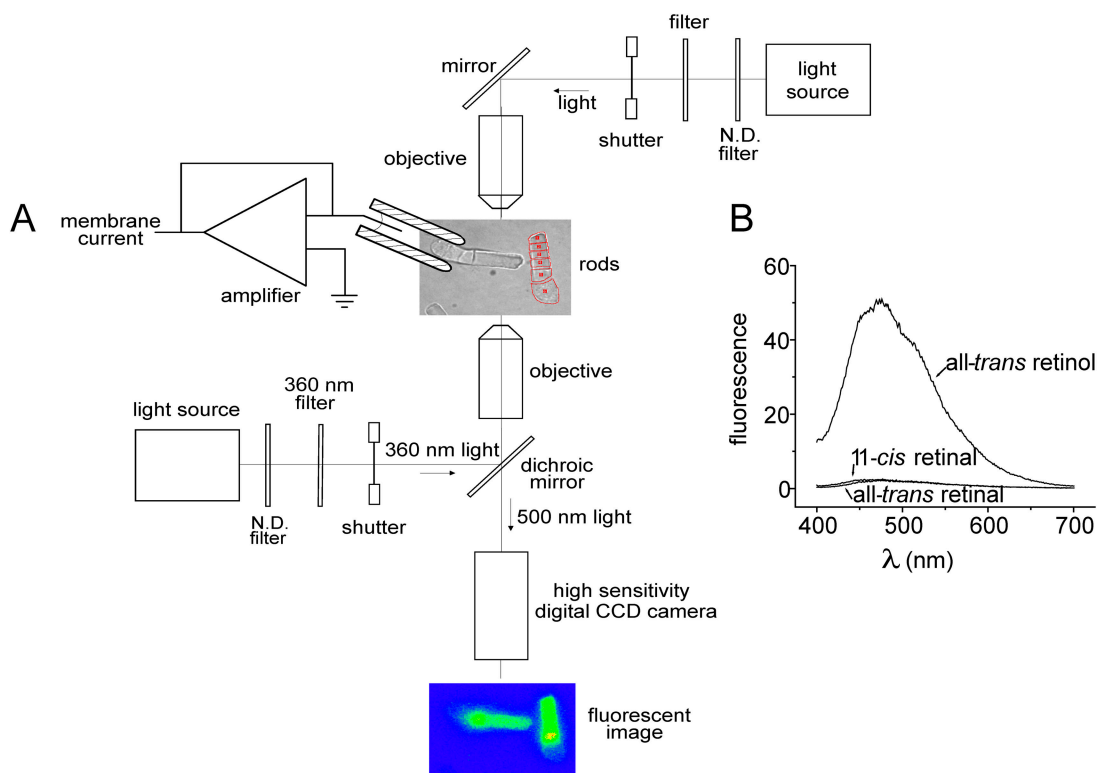 A
filter
mirror
light
source
light
shutter
N.D.
filter
objective
membrane
current
amplifier
rods
objective
360 nm
filter
light source
360 nm light
dichroic
mirror
N.D.
filter
shutter
500 nm light
high sensitivity
digital CCD camera
fluorescent
image
B
60
40
20
0
fluorescence
all-trans retinol
11-cis retinal
all-trans retinal
400
500
600
700
λ (nm)